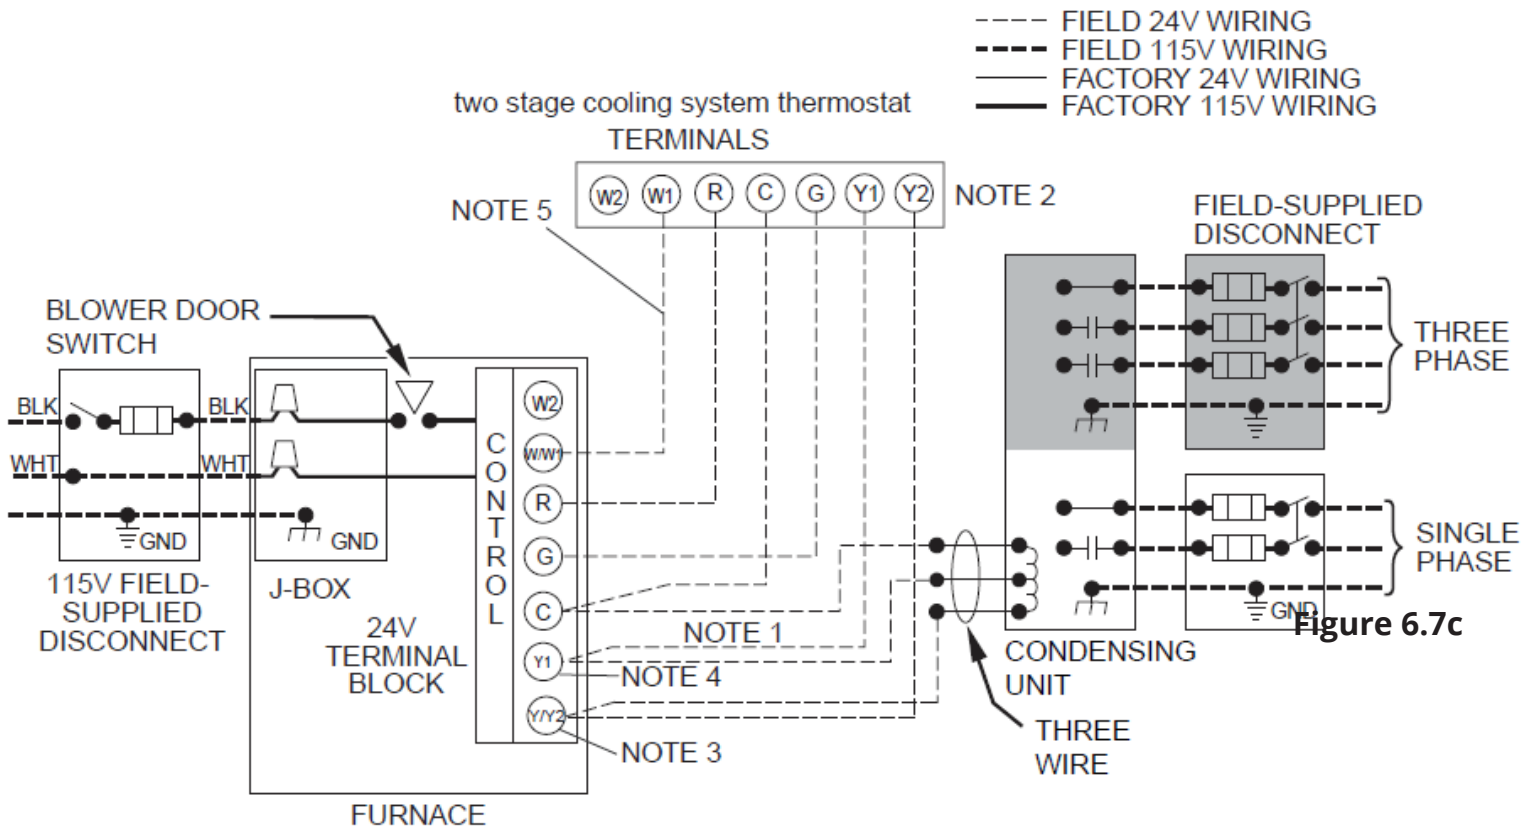 FIELD 24V WIRING
FIELD 115V WIRING
FACTORY 24V WIRING
FACTORY 115V WIRING
two stage cooling system thermostat
TERMINALS
W2 W1 R C G Y1 Y2
NOTE 2
NOTE 5
FIELD-SUPPLIED
DISCONNECT
BLOWER DOOR
SWITCH
THREE
PHASE
BLK
BLK
WHT
WHT
GND
GND
115V FIELD-
SUPPLIED
DISCONNECT
J-BOX
24V
TERMINAL
BLOCK
CONTROL
W2
W/W1
R
G
C
Y1
Y/Y2
NOTE 1
NOTE 4
NOTE 3
FURNACE
SINGLE
PHASE
GND
Figure 6.7c
CONDENSING
UNIT
THREE
WIRE